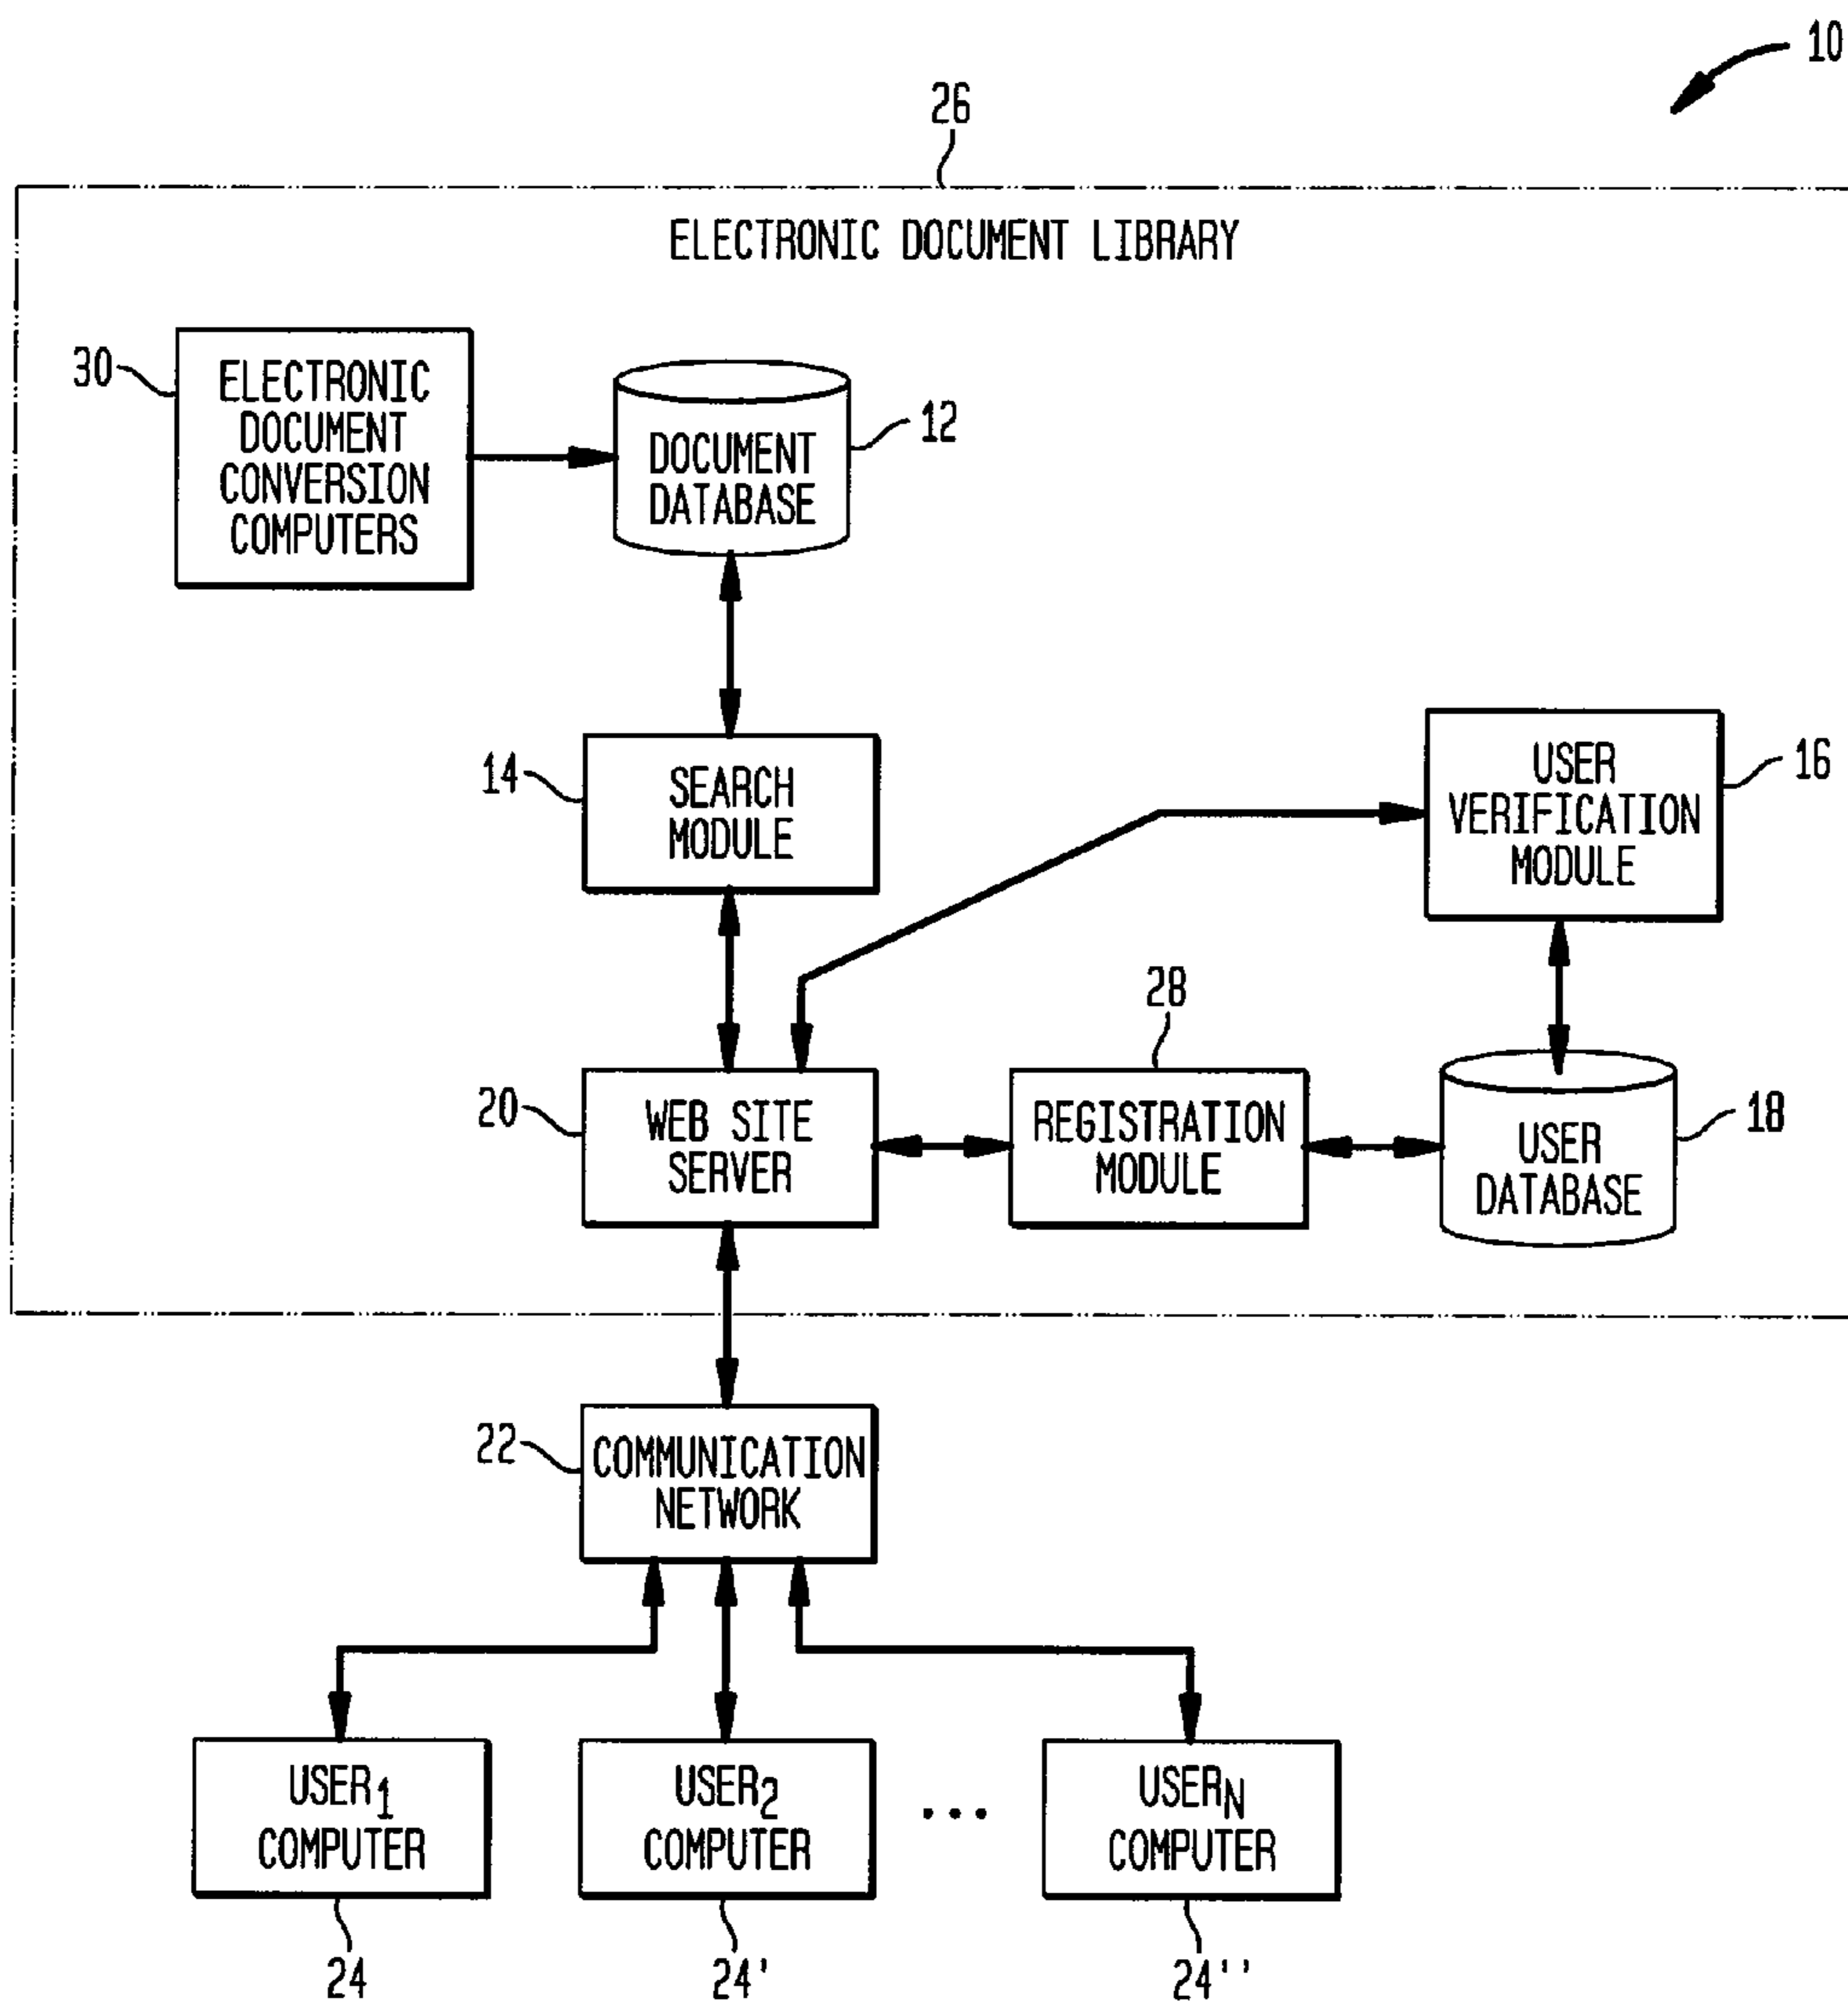 10
26
ELECTRONIC DOCUMENT LIBRARY
30
ELECTRONIC
DOCUMENT
CONVERSION
COMPUTERS
DOCUMENT
DATABASE
12
14
SEARCH
MODULE
USER
VERIFICATION
MODULE
16
20
WEB SITE
SERVER
28
REGISTRATION
MODULE
USER
DATABASE
18
22
COMMUNICATION
NETWORK
USER1
COMPUTER
24
USER2
COMPUTER
24'
...
USERN
COMPUTER
24''